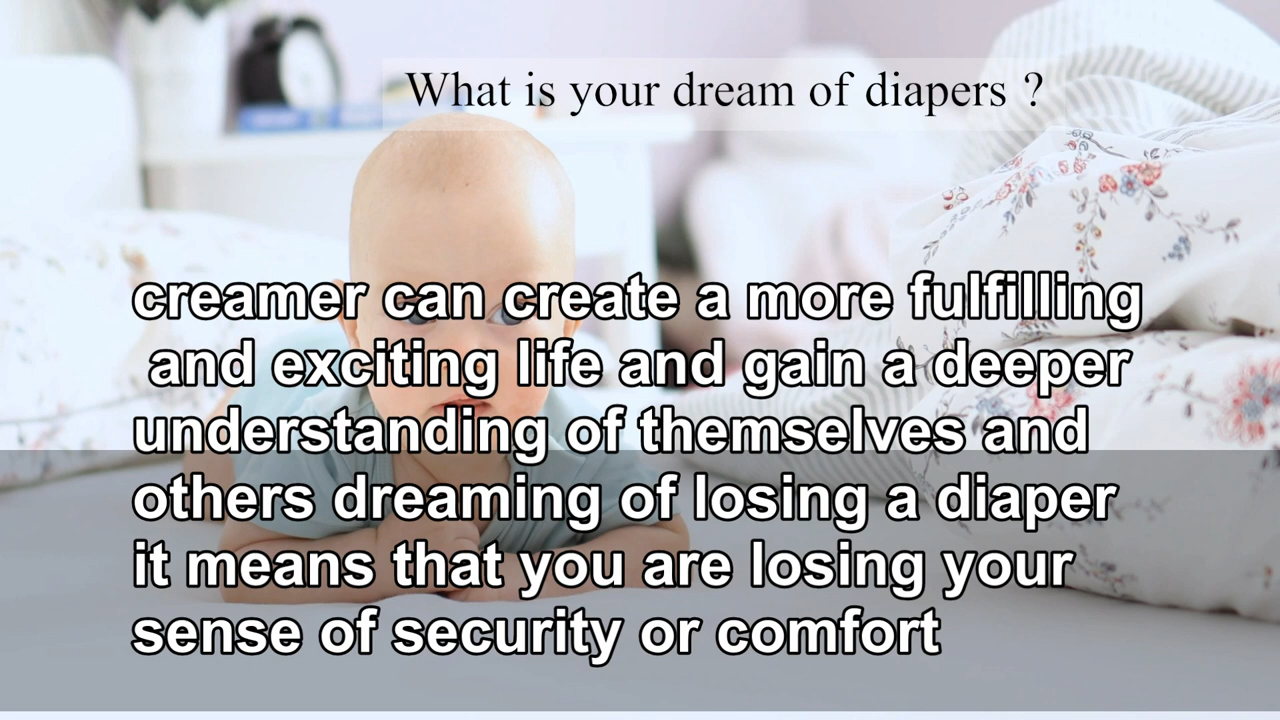 What is your dream of diapers ?
creamer can create a more fulfilling
and exciting life and gain a deeper
understanding of themselves and
others dreaming of losing a diaper
it means that you are losing your
sense of security or comfort